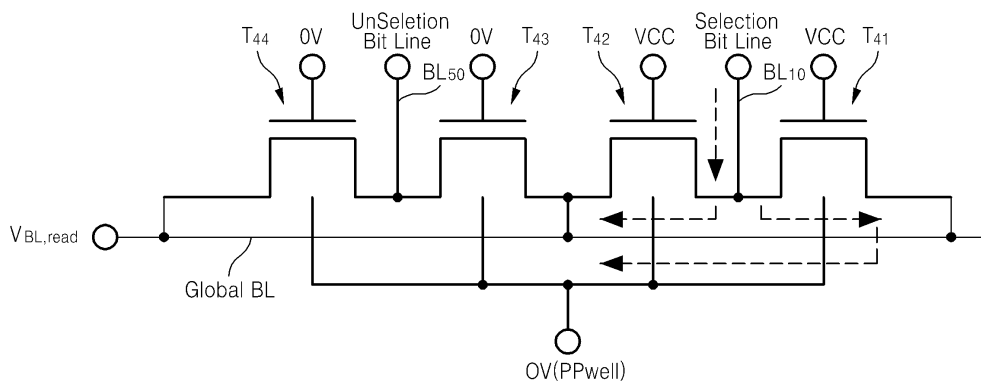 UnSeletion
Bit Line
Selection
Bit Line
T44
0V
0V
T43
T42
VCC
VCC
T41
BL50
BL10
VBL,read
Global BL
OV(PPwell)